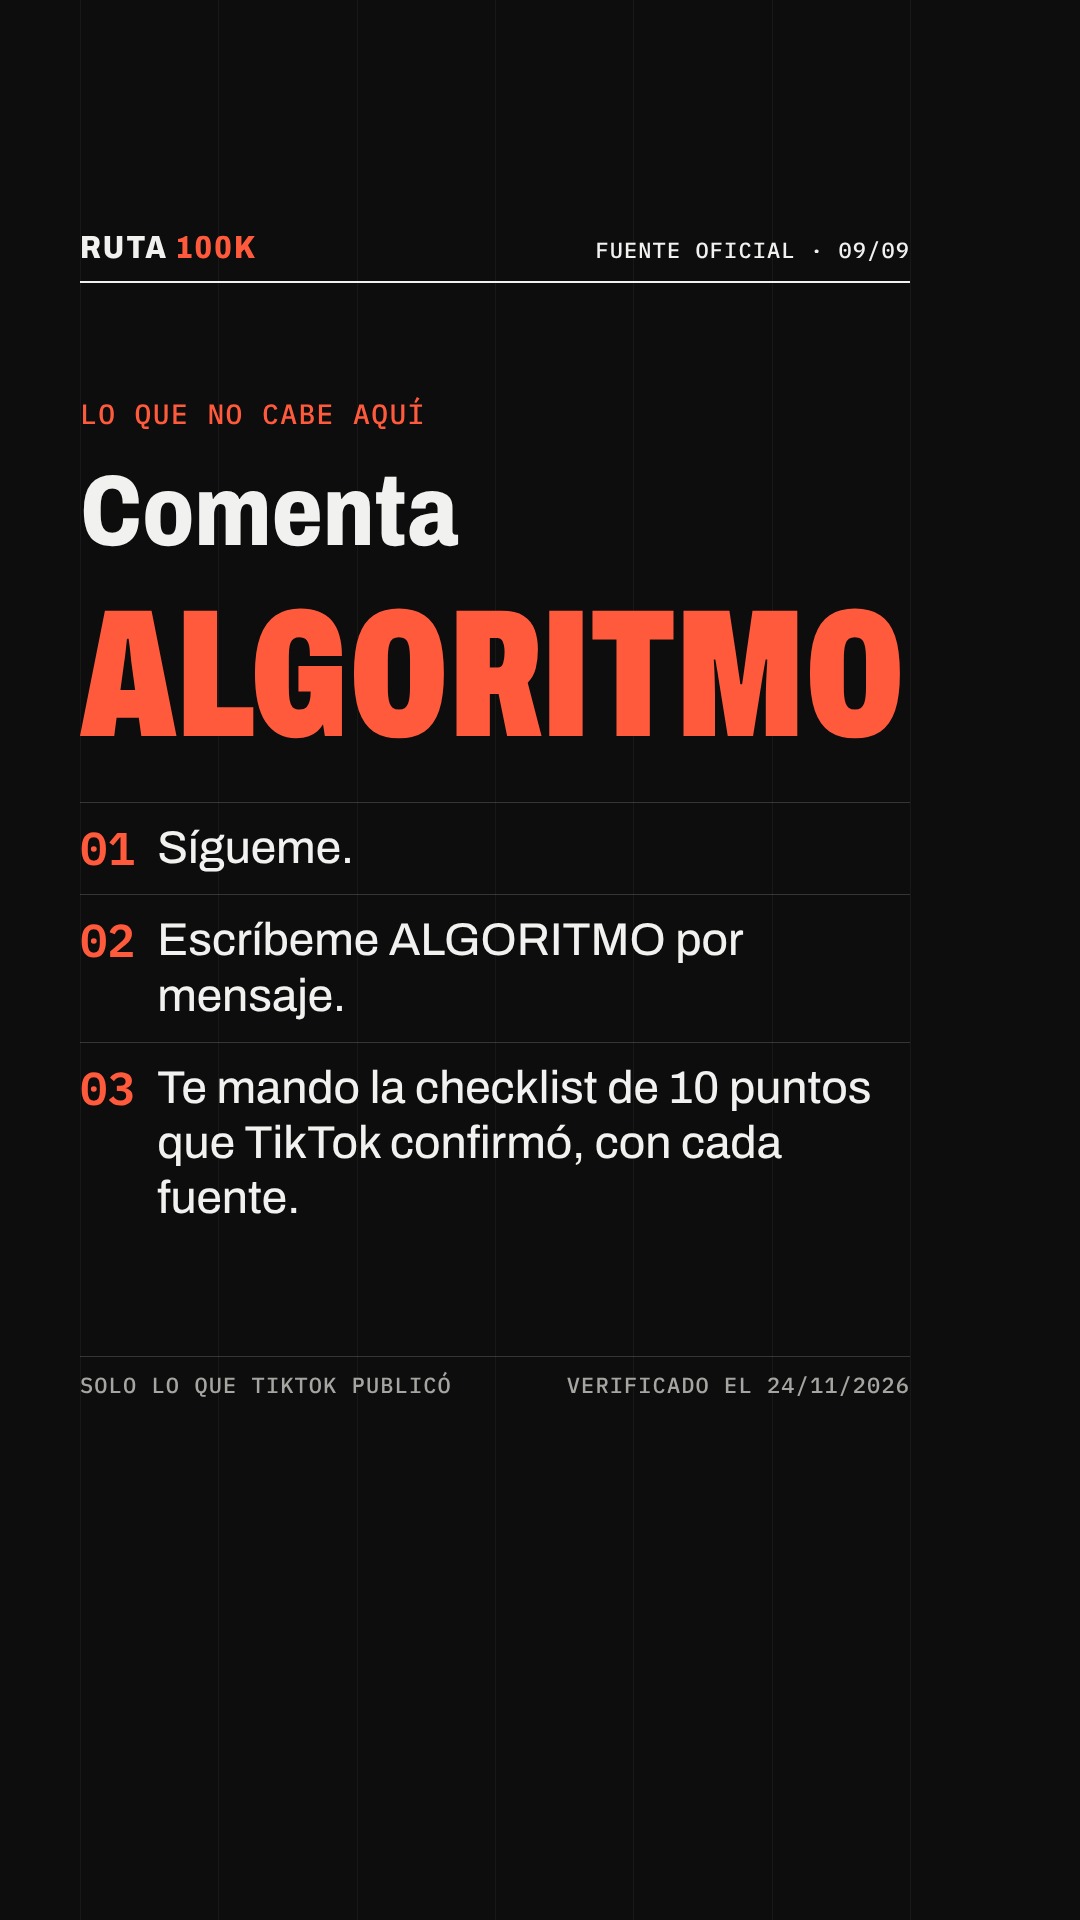 RUTA 100K
FUENTE OFICIAL · 09/09
LO QUE NO CABE AQUÍ
Comenta
ALGORITMO
01 Sígueme.
02 Escríbeme ALGORITMO por
mensaje.
03 Te mando la checklist de 10 puntos
que TikTok confirmó, con cada
fuente.
SOLO LO QUE TIKTOK PUBLICÓ
VERIFICADO EL 24/11/2026